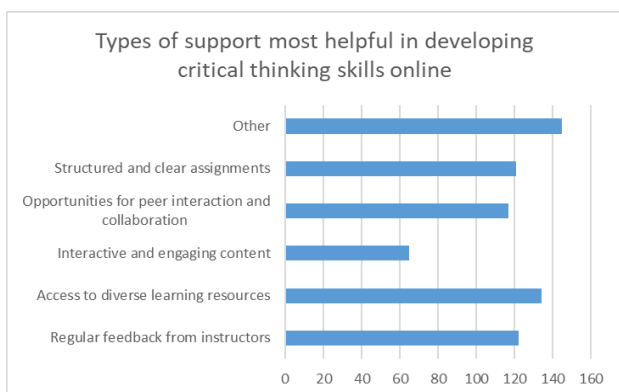 Types of support most helpful in developing
critical thinking skills online
Other
Structured and clear assignments
Opportunities for peer interaction and
collaboration
Interactive and engaging content
Access to diverse learning resources
Regular feedback from instructors
0 20 40 60 80 100 120 140 160